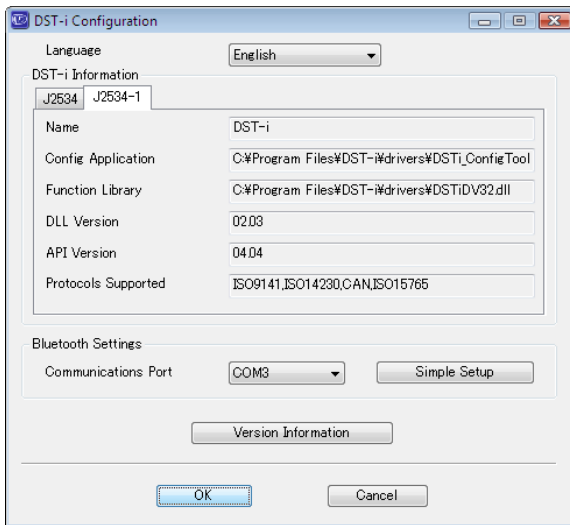 DST-i Configuration
Language English
DST-i Information
J2534 J2534-1
Name DST-i
Config Application C:¥Program Files¥DST-i¥drivers¥DSTi_ConfigTool
Function Library C:¥Program Files¥DST-i¥drivers¥DSTiDV32.dll
DLL Version 02.03
API Version 04.04
Protocols Supported ISO9141,ISO14230,CAN,ISO15765
Bluetooth Settings
Communications Port COM3 Simple Setup
Version Information
OK Cancel